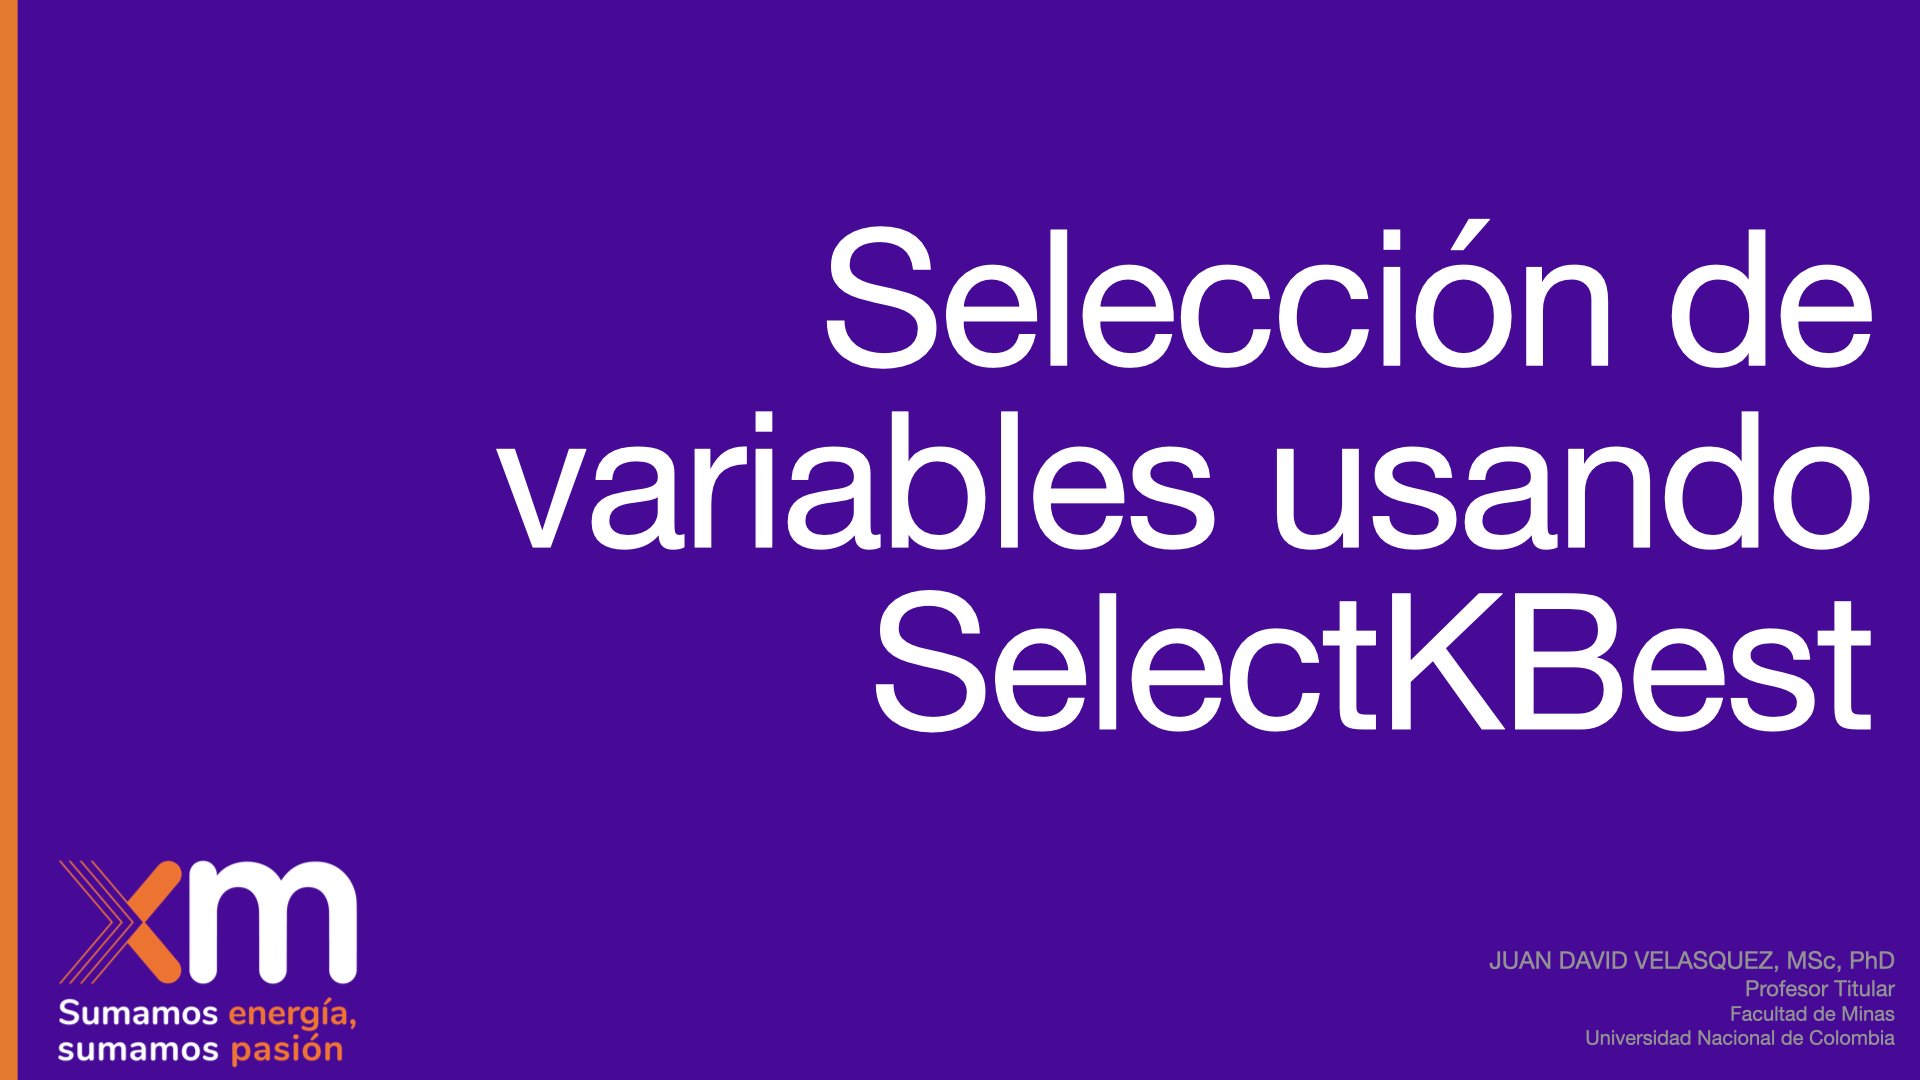 Selección de
variables usando
SelectKBest
xm
Sumamos energía,
sumamos pasión
JUAN DAVID VELASQUEZ, MSc, PhD
Profesor Titular
Facultad de Minas
Universidad Nacional de Colombia